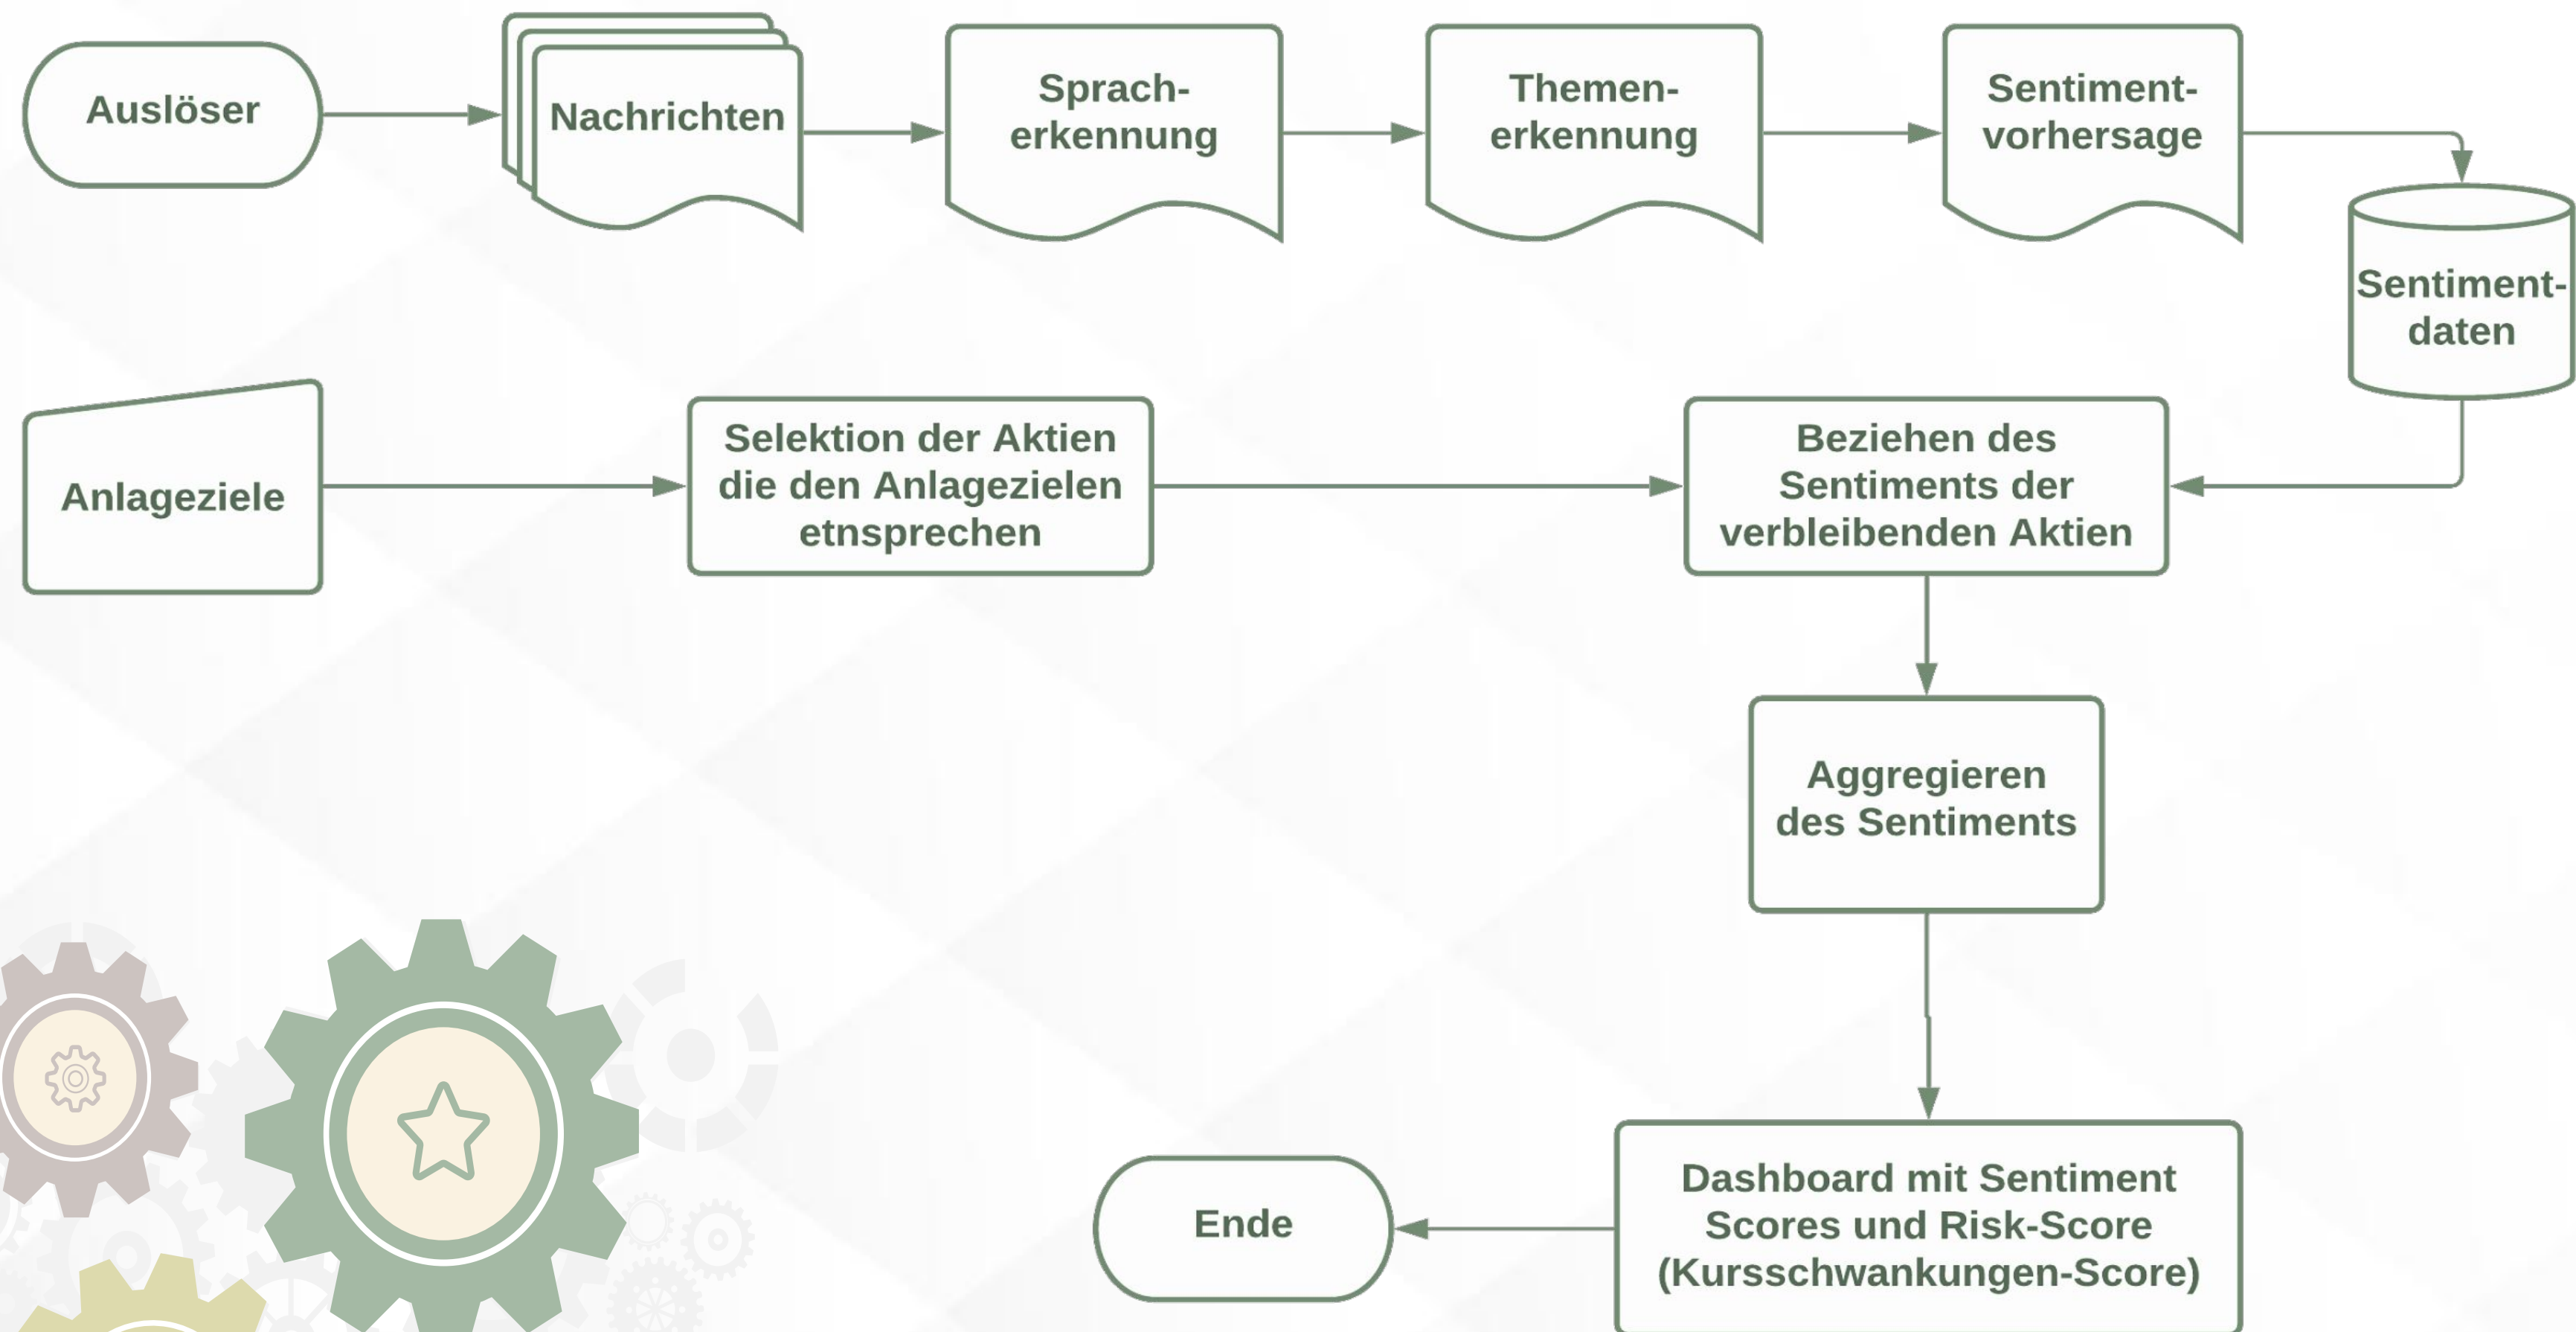 Auslöser
Nachrichten
Sprach-
erkennung
Themen-
erkennung
Sentiment-
vorhersage
Sentiment-
daten
Anlageziele
Selektion der Aktien
die den Anlagezielen
etnsprechen
Beziehen des
Sentiments der
verbleibenden Aktien
Aggregieren
des Sentiments
Dashboard mit Sentiment
Scores und Risk-Score
(Kursschwankungen-Score)
Ende